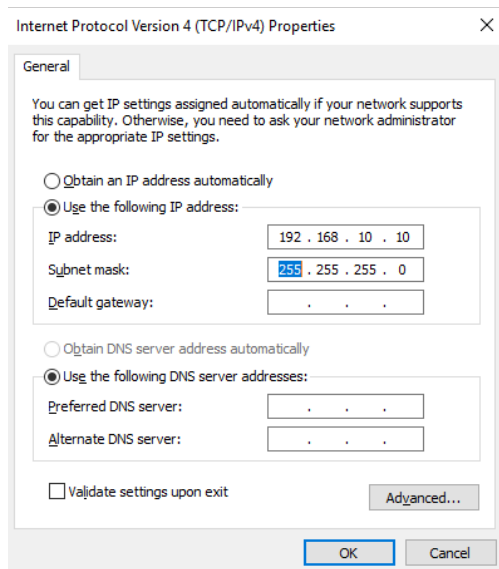 Internet Protocol Version 4 (TCP/IPv4) Properties
General
You can get IP settings assigned automatically if your network supports
this capability. Otherwise, you need to ask your network administrator
for the appropriate IP settings.
Obtain an IP address automatically
Use the following IP address:
IP address: 192 . 168 . 10 . 10
Subnet mask: 255 . 255 . 255 . 0
Default gateway: . . .
Obtain DNS server address automatically
Use the following DNS server addresses:
Preferred DNS server: . . .
Alternate DNS server: . . .
Validate settings upon exit
Advanced...
OK Cancel